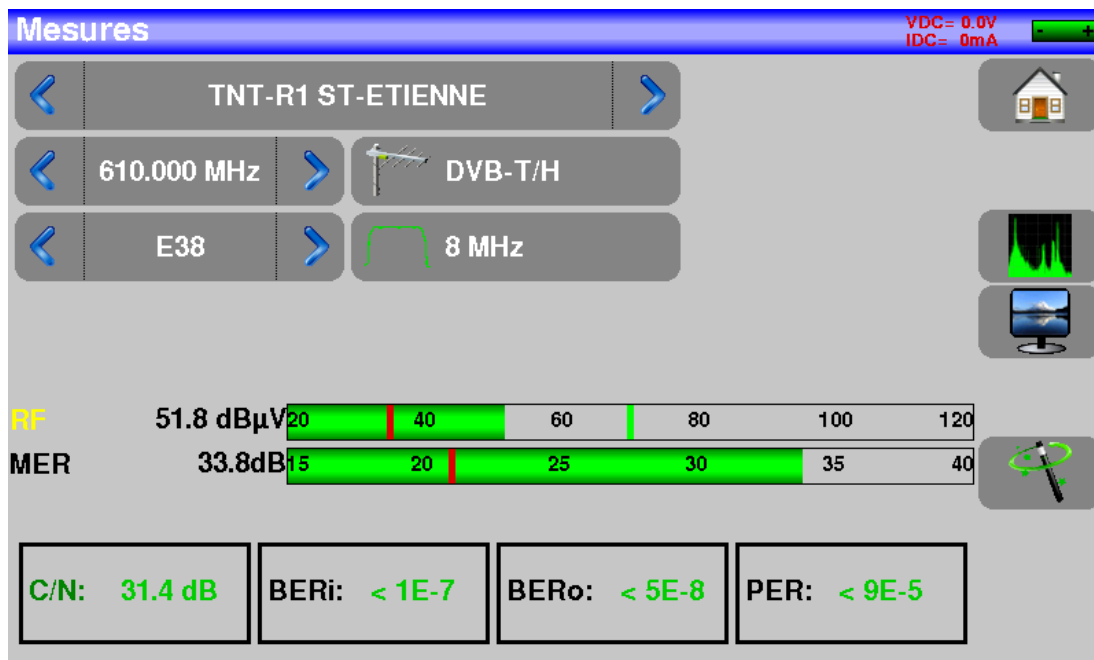 Mesures
VDC= 0.0V
IDC= 0mA
- +
TNT-R1 ST-ETIENNE
610.000 MHz
DVB-T/H
E38
8 MHz
RF 51.8 dBµV 20 40 60 80 100 120
MER 33.8dB 15 20 25 30 35 40
C/N: 31.4 dB
BERi: < 1E-7
BERo: < 5E-8
PER: < 9E-5